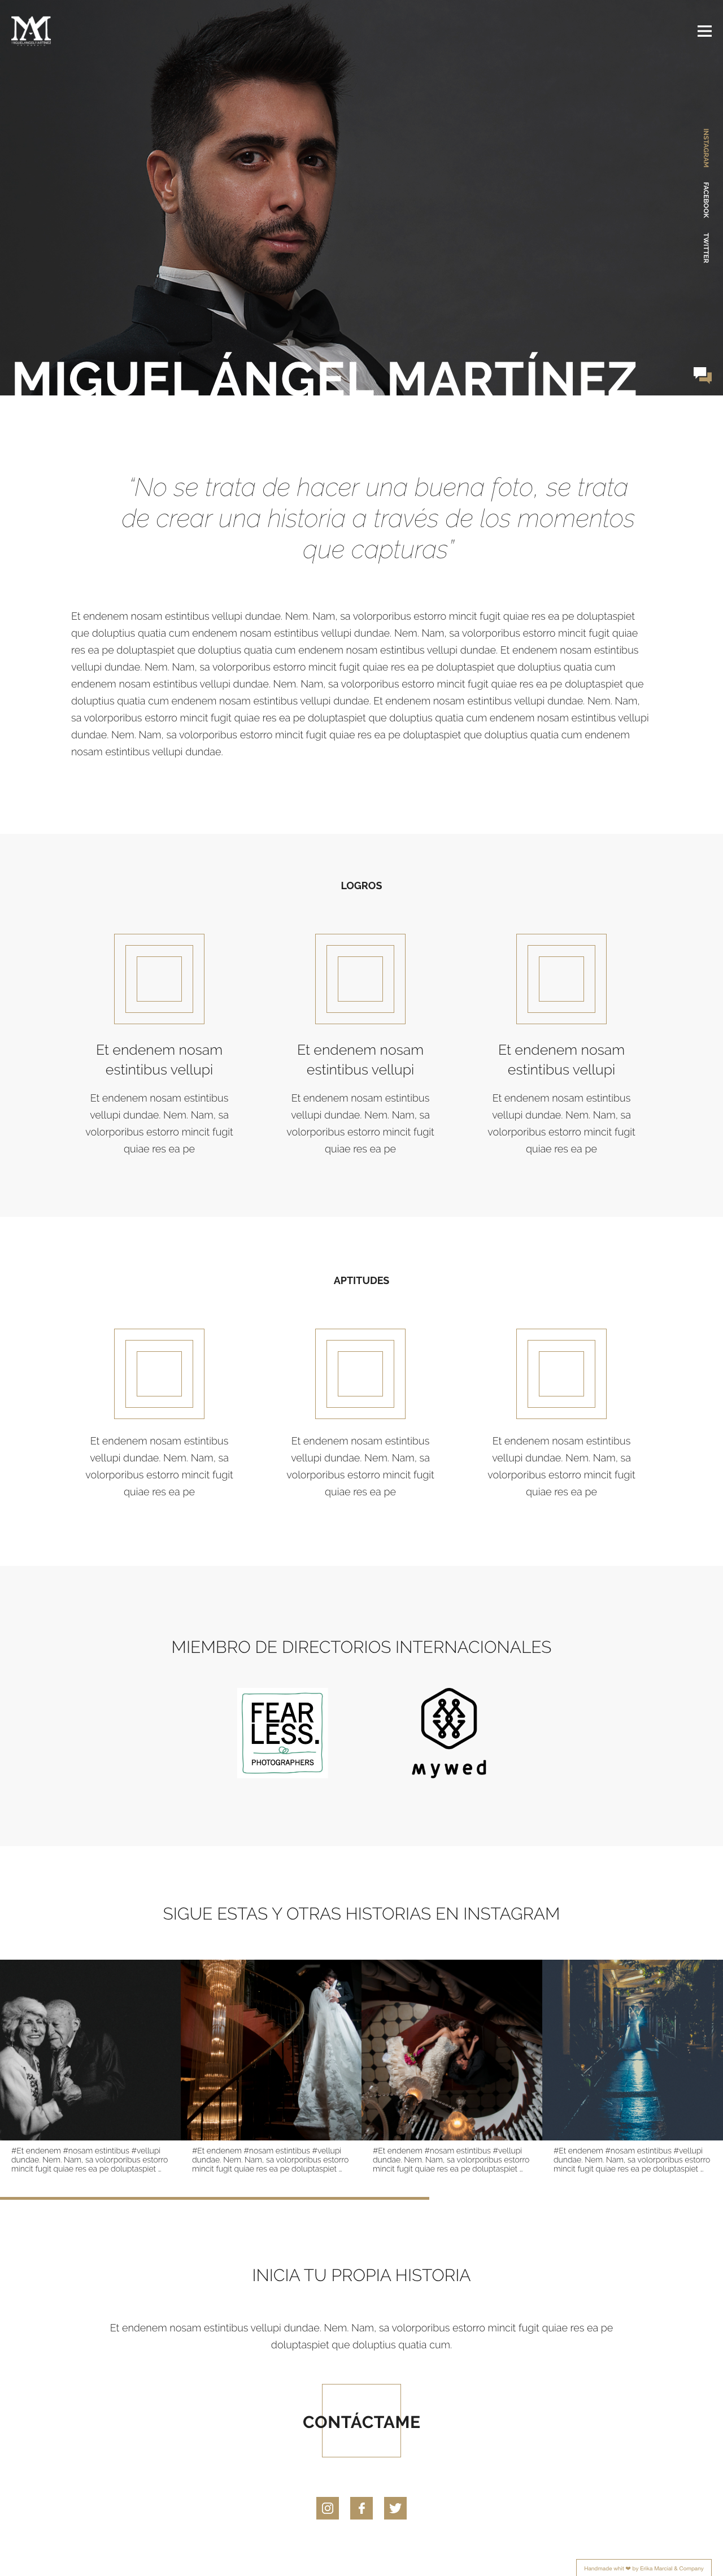 MIGUEL ÁNGEL MARTÍNEZ
INSTAGRAM
FACEBOOK
TWITTER
MIGUEL ÁNGEL MARTÍNEZ
“No se trata de hacer una buena foto, se trata
de crear una historia a través de los momentos
que capturas”
Et endenem nosam estintibus vellupi dundae. Nem. Nam, sa volorporibus estorro mincit fugit quiae res ea pe doluptaspiet
que doluptius quatia cum endenem nosam estintibus vellupi dundae. Nem. Nam, sa volorporibus estorro mincit fugit quiae
res ea pe doluptaspiet que doluptius quatia cum endenem nosam estintibus vellupi dundae. Et endenem nosam estintibus
vellupi dundae. Nem. Nam, sa volorporibus estorro mincit fugit quiae res ea pe doluptaspiet que doluptius quatia cum
endenem nosam estintibus vellupi dundae. Nem. Nam, sa volorporibus estorro mincit fugit quiae res ea pe doluptaspiet que
doluptius quatia cum endenem nosam estintibus vellupi dundae. Et endenem nosam estintibus vellupi dundae. Nem. Nam,
sa volorporibus estorro mincit fugit quiae res ea pe doluptaspiet que doluptius quatia cum endenem nosam estintibus vellupi
dundae. Nem. Nam, sa volorporibus estorro mincit fugit quiae res ea pe doluptaspiet que doluptius quatia cum endenem
nosam estintibus vellupi dundae.
LOGROS
Et endenem nosam
estintibus vellupi
Et endenem nosam estintibus
vellupi dundae. Nem. Nam, sa
volorporibus estorro mincit fugit
quiae res ea pe
Et endenem nosam
estintibus vellupi
Et endenem nosam estintibus
vellupi dundae. Nem. Nam, sa
volorporibus estorro mincit fugit
quiae res ea pe
Et endenem nosam
estintibus vellupi
Et endenem nosam estintibus
vellupi dundae. Nem. Nam, sa
volorporibus estorro mincit fugit
quiae res ea pe
APTITUDES
Et endenem nosam estintibus
vellupi dundae. Nem. Nam, sa
volorporibus estorro mincit fugit
quiae res ea pe
Et endenem nosam estintibus
vellupi dundae. Nem. Nam, sa
volorporibus estorro mincit fugit
quiae res ea pe
Et endenem nosam estintibus
vellupi dundae. Nem. Nam, sa
volorporibus estorro mincit fugit
quiae res ea pe
MIEMBRO DE DIRECTORIOS INTERNACIONALES
FEAR
LESS.
PHOTOGRAPHERS
mywed
SIGUE ESTAS Y OTRAS HISTORIAS EN INSTAGRAM
#Et endenem #nosam estintibus #vellupi
dundae. Nem. Nam, sa volorporibus estorro
mincit fugit quiae res ea pe doluptaspiet ...
#Et endenem #nosam estintibus #vellupi
dundae. Nem. Nam, sa volorporibus estorro
mincit fugit quiae res ea pe doluptaspiet ...
#Et endenem #nosam estintibus #vellupi
dundae. Nem. Nam, sa volorporibus estorro
mincit fugit quiae res ea pe doluptaspiet ...
#Et endenem #nosam estintibus #vellupi
dundae. Nem. Nam, sa volorporibus estorro
mincit fugit quiae res ea pe doluptaspiet ...
INICIA TU PROPIA HISTORIA
Et endenem nosam estintibus vellupi dundae. Nem. Nam, sa volorporibus estorro mincit fugit quiae res ea pe
doluptaspiet que doluptius quatia cum.
CONTÁCTAME
Handmade whit ❤ by Erika Marcial & Company